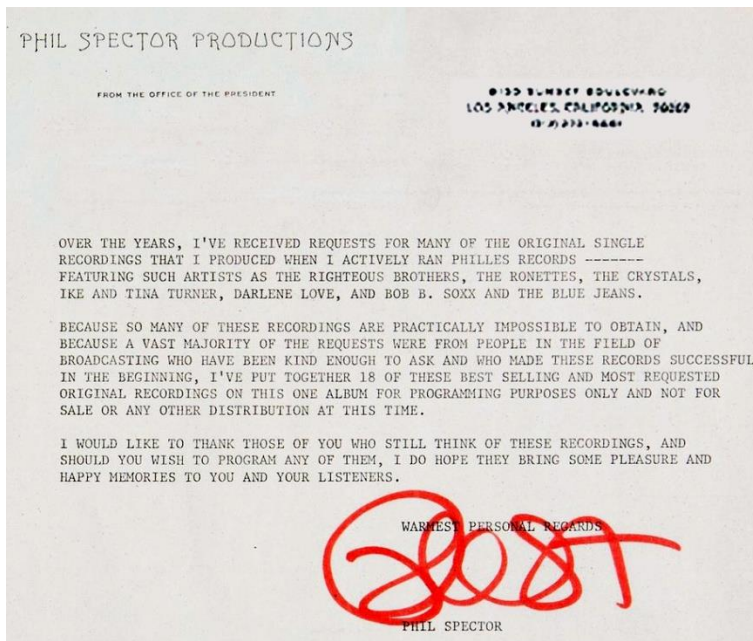 PHIL SPECTOR PRODUCTIONS
FROM THE OFFICE OF THE PRESIDENT
SUNSET BOULEVARD
LOS ANGELES, CALIFORNIA
OVER THE YEARS, I'VE RECEIVED REQUESTS FOR MANY OF THE ORIGINAL SINGLE
RECORDINGS THAT I PRODUCED WHEN I ACTIVELY RAN PHILLES RECORDS -------
FEATURING SUCH ARTISTS AS THE RIGHTEOUS BROTHERS, THE RONETTES, THE CRYSTALS,
IKE AND TINA TURNER, DARLENE LOVE, AND BOB B. SOXX AND THE BLUE JEANS.
BECAUSE SO MANY OF THESE RECORDINGS ARE PRACTICALLY IMPOSSIBLE TO OBTAIN, AND
BECAUSE A VAST MAJORITY OF THE REQUESTS WERE FROM PEOPLE IN THE FIELD OF
BROADCASTING WHO HAVE BEEN KIND ENOUGH TO ASK AND WHO MADE THESE RECORDS SUCCESSFUL
IN THE BEGINNING, I'VE PUT TOGETHER 18 OF THESE BEST SELLING AND MOST REQUESTED
ORIGINAL RECORDINGS ON THIS ONE ALBUM FOR PROGRAMMING PURPOSES ONLY AND NOT FOR
SALE OR ANY OTHER DISTRIBUTION AT THIS TIME.
I WOULD LIKE TO THANK THOSE OF YOU WHO STILL THINK OF THESE RECORDINGS, AND
SHOULD YOU WISH TO PROGRAM ANY OF THEM, I DO HOPE THEY BRING SOME PLEASURE AND
HAPPY MEMORIES TO YOU AND YOUR LISTENERS.
WARMEST PERSONAL REGARDS
PHIL SPECTOR